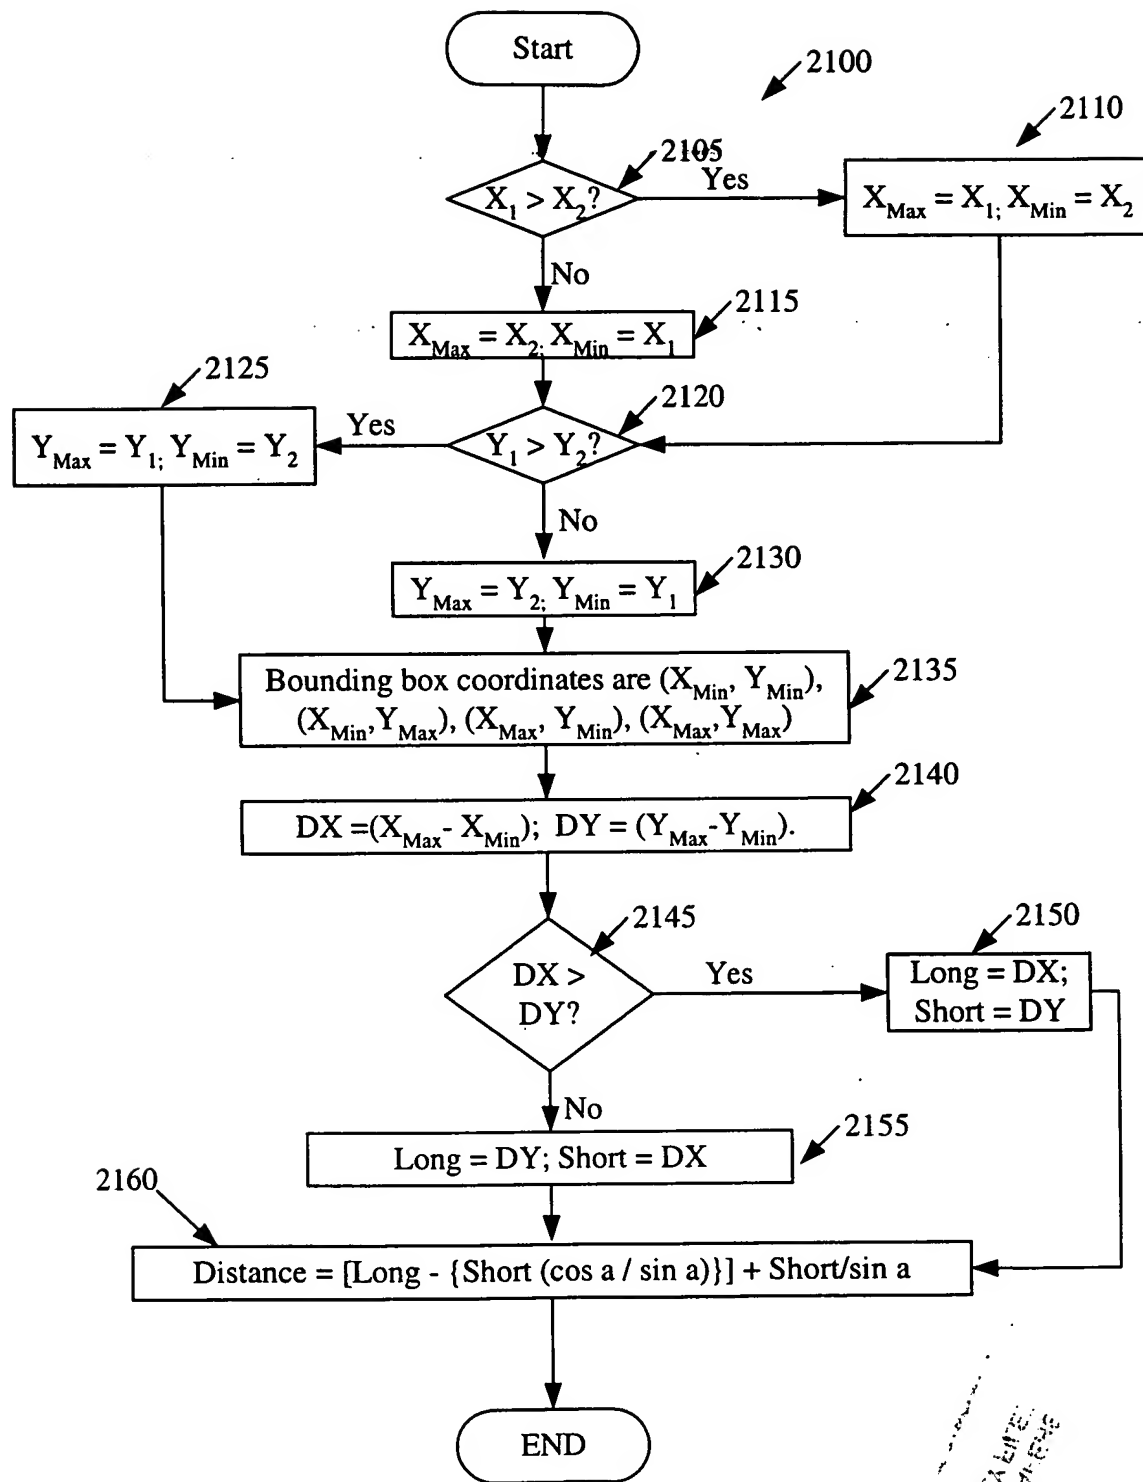 Start
2100
2110
2105
X₁ > X₂?
Yes
X_Max = X₁; X_Min = X₂
No
2115
X_Max = X₂; X_Min = X₁
2125
2120
Y_Max = Y₁; Y_Min = Y₂
Yes
Y₁ > Y₂?
No
2130
Y_Max = Y₂; Y_Min = Y₁
Bounding box coordinates are (X_Min, Y_Min),
(X_Min,Y_Max), (X_Max, Y_Min), (X_Max,Y_Max)
2135
2140
DX =(X_Max- X_Min); DY = (Y_Max-Y_Min).
2145
2150
DX >
DY?
Yes
Long = DX;
Short = DY
No
2155
Long = DY; Short = DX
2160
Distance = [Long - {Short (cos a / sin a)}] + Short/sin a
END